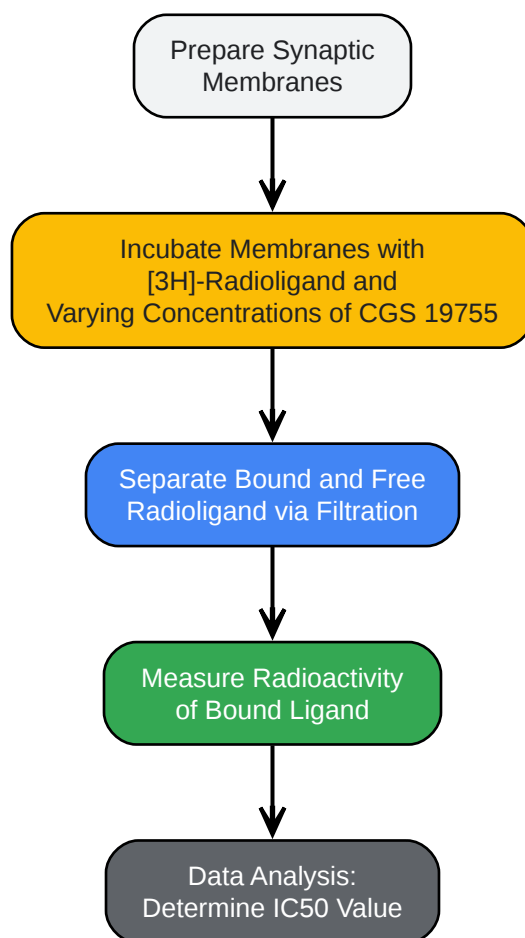 Prepare Synaptic
Membranes
Incubate Membranes with
[3H]-Radioligand and
Varying Concentrations of CGS 19755
Separate Bound and Free
Radioligand via Filtration
Measure Radioactivity
of Bound Ligand
Data Analysis:
Determine IC50 Value